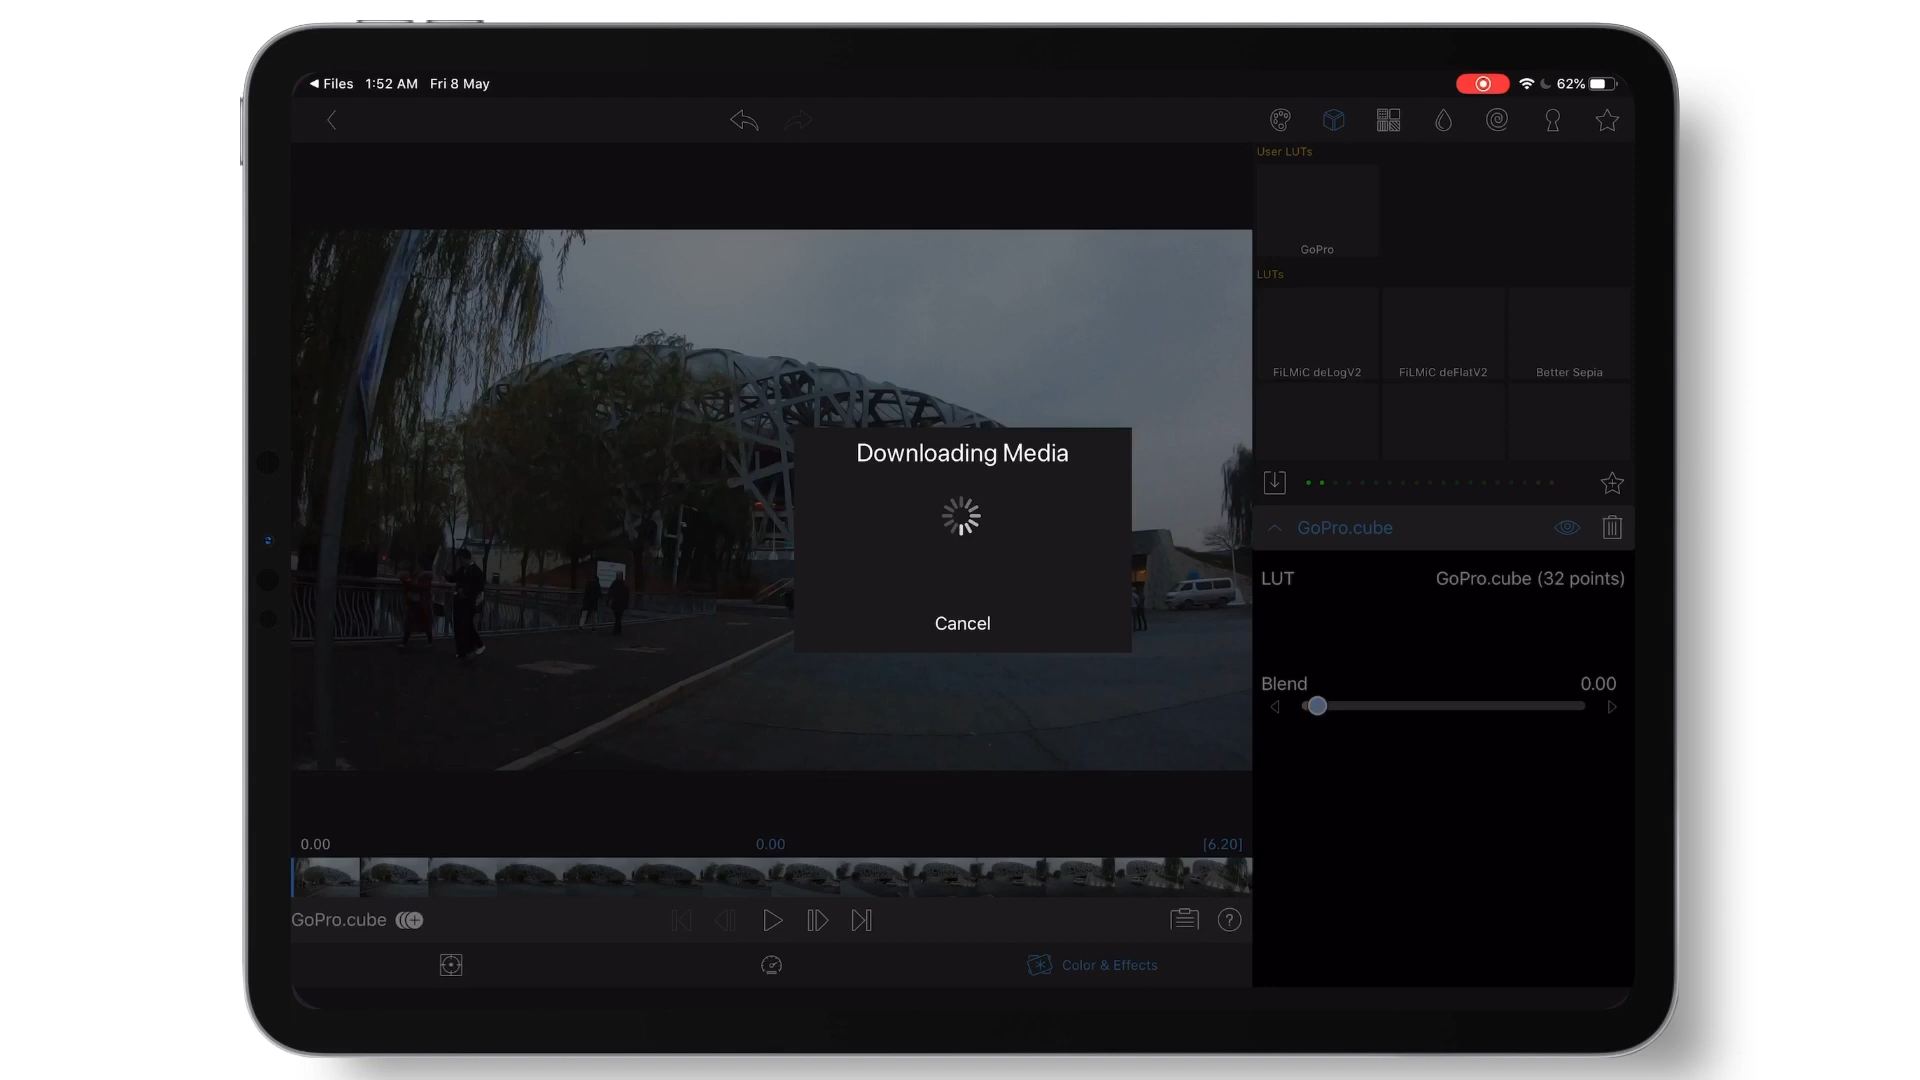 Files 1:52 AM Fri 8 May
62%
User LUTs
GoPro
LUTs
FiLMiC deLogV2 FiLMiC deFlatV2 Better Sepia
Downloading Media
Cancel
GoPro.cube
LUT GoPro.cube (32 points)
Blend 0.00
0.00 0.00 [6.20]
GoPro.cube
?
Color & Effects